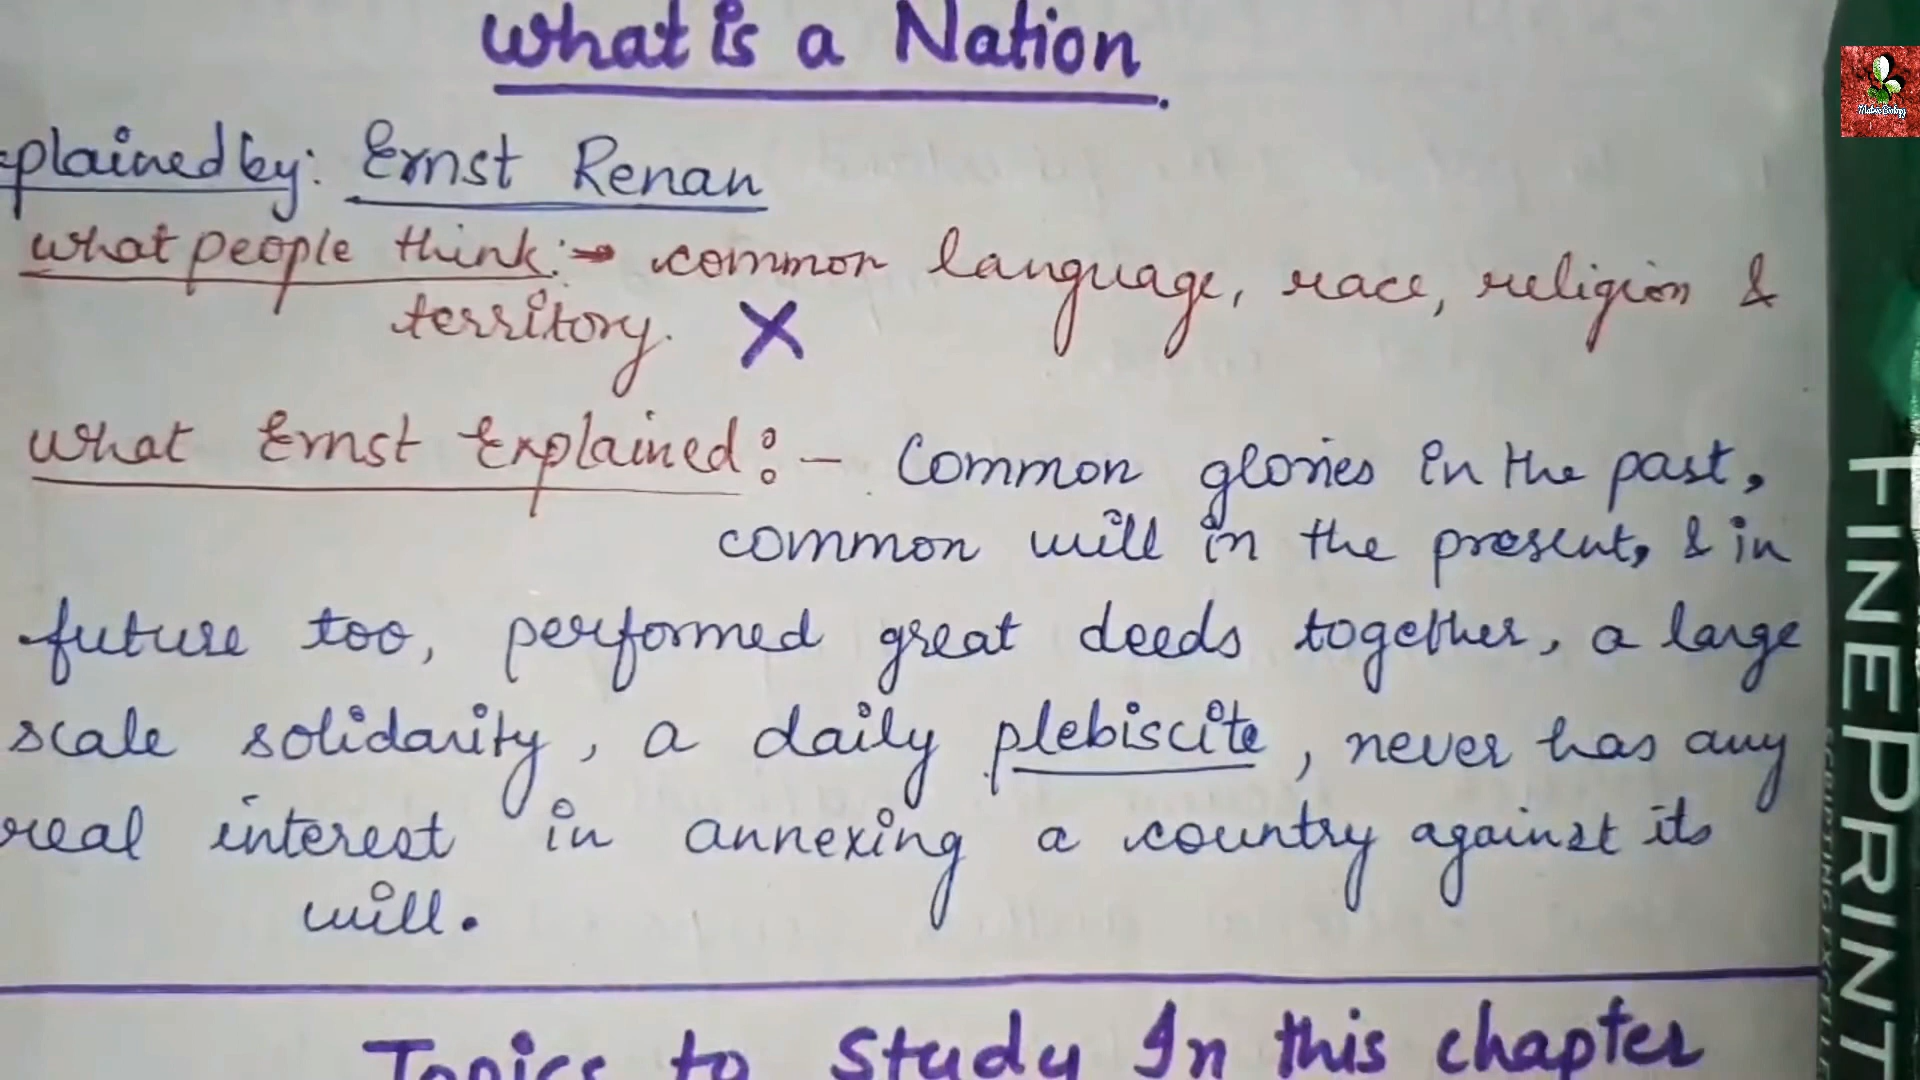 What is a Nation.
plained by: Ernst Renan
what people think:→ common language, race, religion &
territory. X
what Ernst Explained:- Common glories in the past,
common will in the present, & in
future too, performed great deeds together, a large
scale solidarity, a daily plebiscite, never has any
real interest in annexing a country against its
will.
Topics to Study In this chapter
FINEPRINT